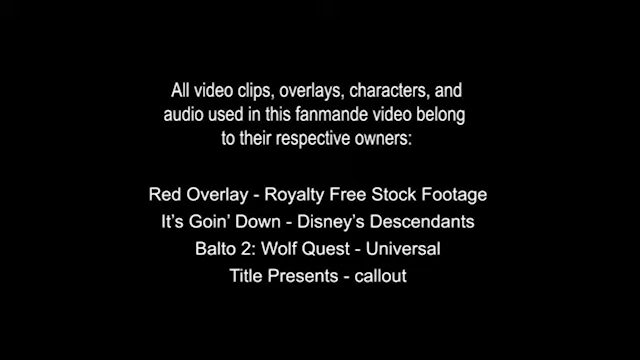 All video clips, overlays, characters, and
audio used in this fanmande video belong
to their respective owners:
Red Overlay - Royalty Free Stock Footage
It's Goin' Down - Disney's Descendants
Balto 2: Wolf Quest - Universal
Title Presents - callout